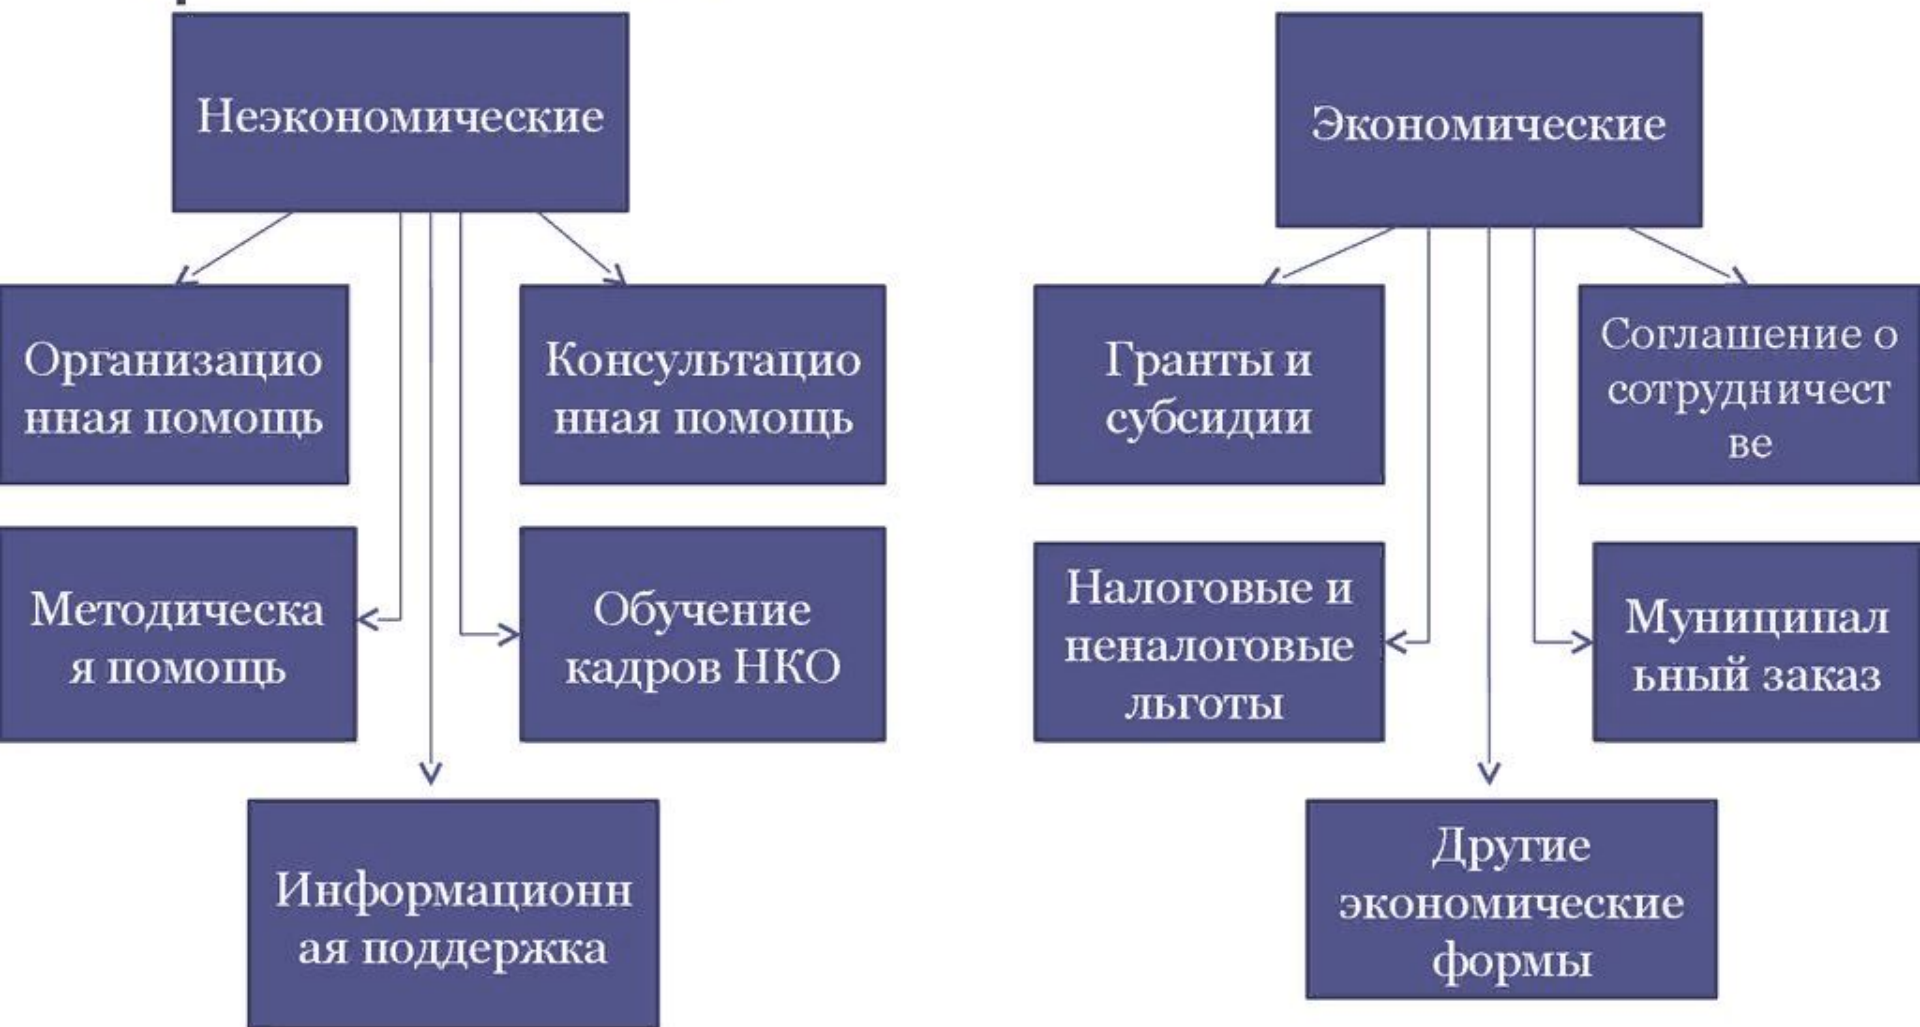 Неэкономические
Экономические
Организацио
нная помощь
Консультацио
нная помощь
Гранты и
субсидии
Соглашение о
сотрудничест
ве
Методическа
я помощь
Обучение
кадров НКО
Налоговые и
неналоговые
льготы
Муниципал
ьный заказ
Информационн
ая поддержка
Другие
экономические
формы